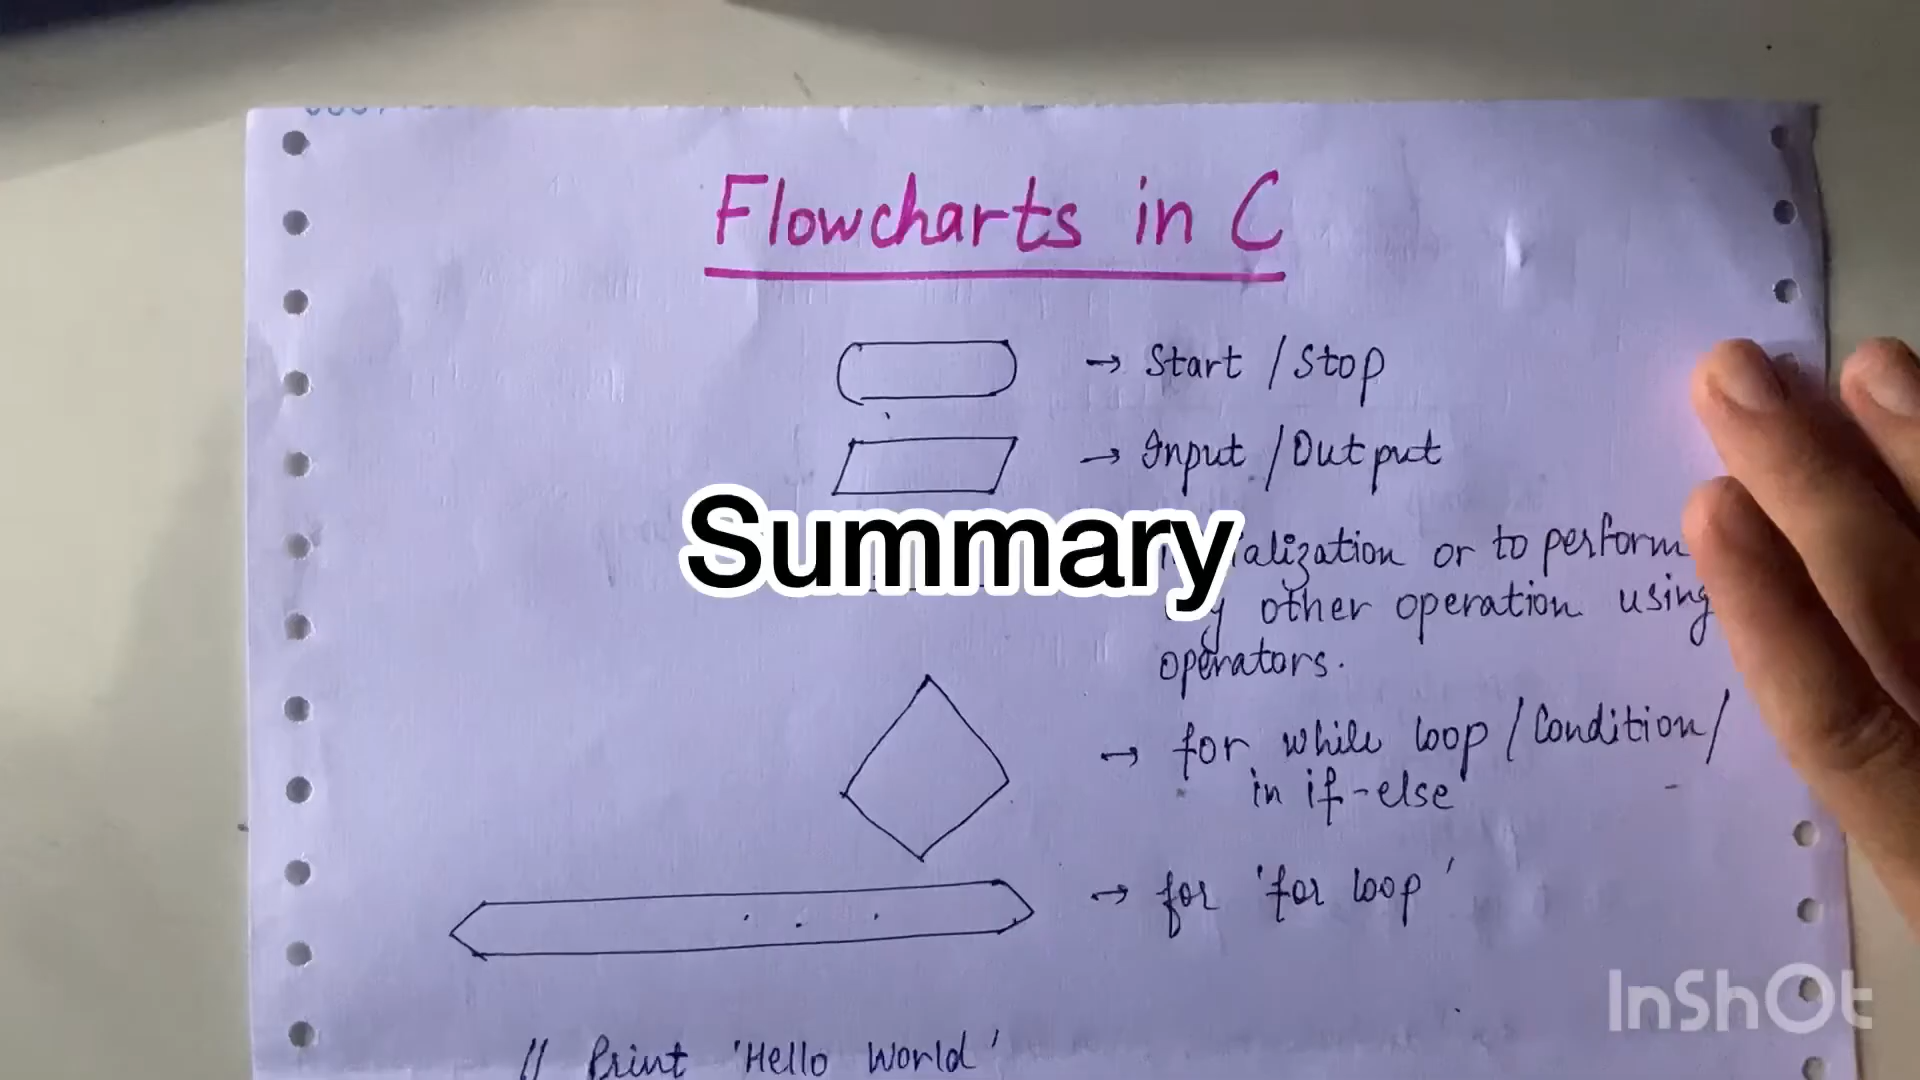 Flowcharts in C
→ Start / Stop
→ Input / Output
Summary
or to perform
other operation using
operators.
→ for while loop / Condition /
in if-else
→ for 'for loop'
// Print 'Hello World'
InShOt